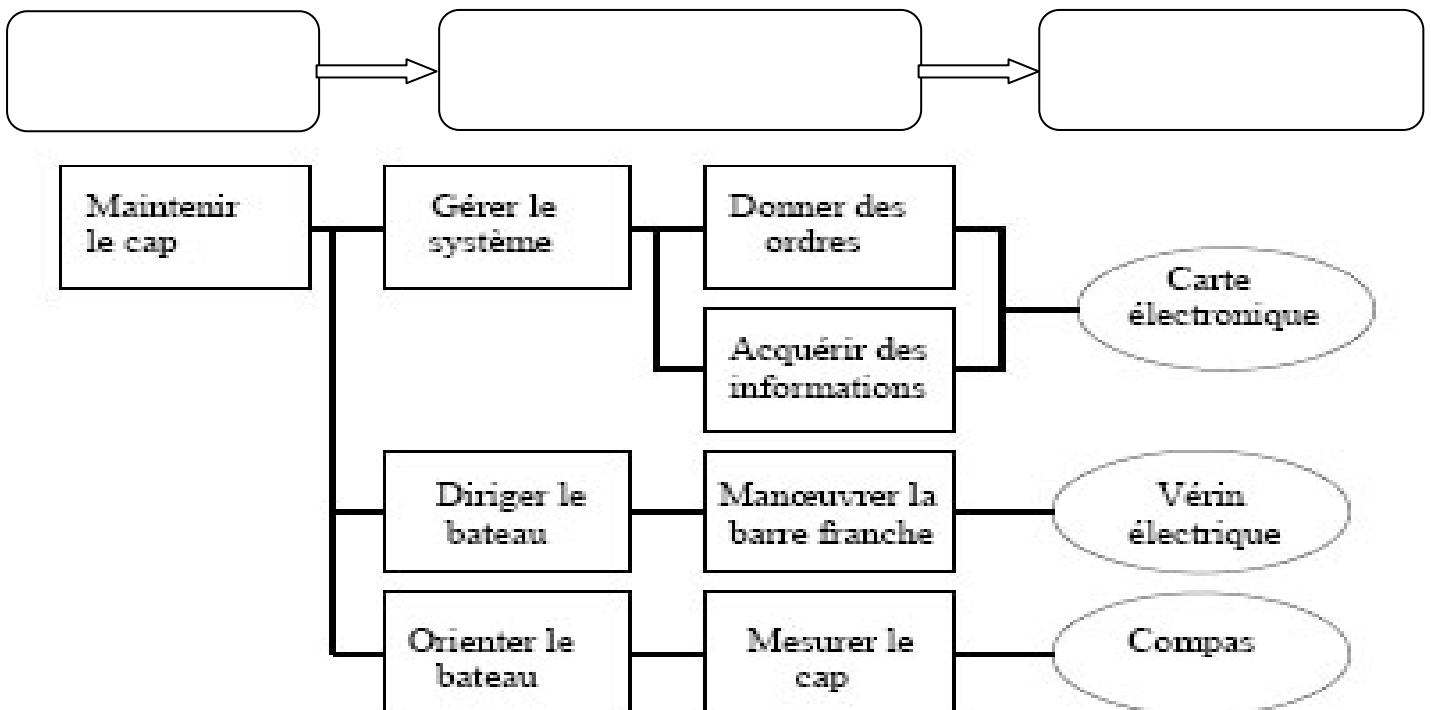 Maintenir
le cap
Gérer le
système
Donner des
ordres
Carte
électronique
Acquérir des
informations
Diriger le
bateau
Manœuvrer la
barre franche
Vérin
électrique
Orienter le
bateau
Mesurer le
cap
Compas